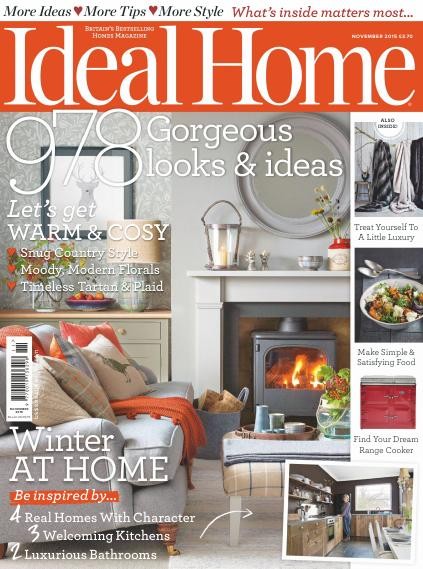 More Ideas ♥ More Tips ♥ More Style What's inside matters most...
BRITAIN'S BESTSELLING
HOMES MAGAZINE
NOVEMBER 2015 £3.70
Ideal Home
978 Gorgeous
looks & ideas
ALSO
INSIDE!
Let's get
WARM & COSY
♥ Snug Country Style
♥ Moody, Modern Florals
♥ Timeless Tartan & Plaid
Treat Yourself To
A Little Luxury
Make Simple &
Satisfying Food
Find Your Dream
Range Cooker
Winter
AT HOME
Be inspired by...
4 Real Homes With Character
3 Welcoming Kitchens
2 Luxurious Bathrooms